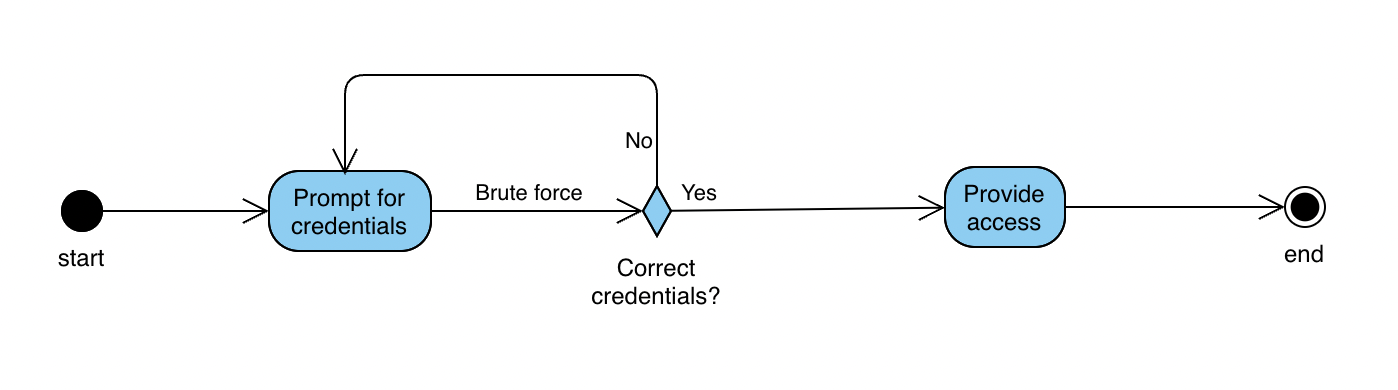 start
Prompt for
credentials
Brute force
No
Yes
Correct
credentials?
Provide
access
end